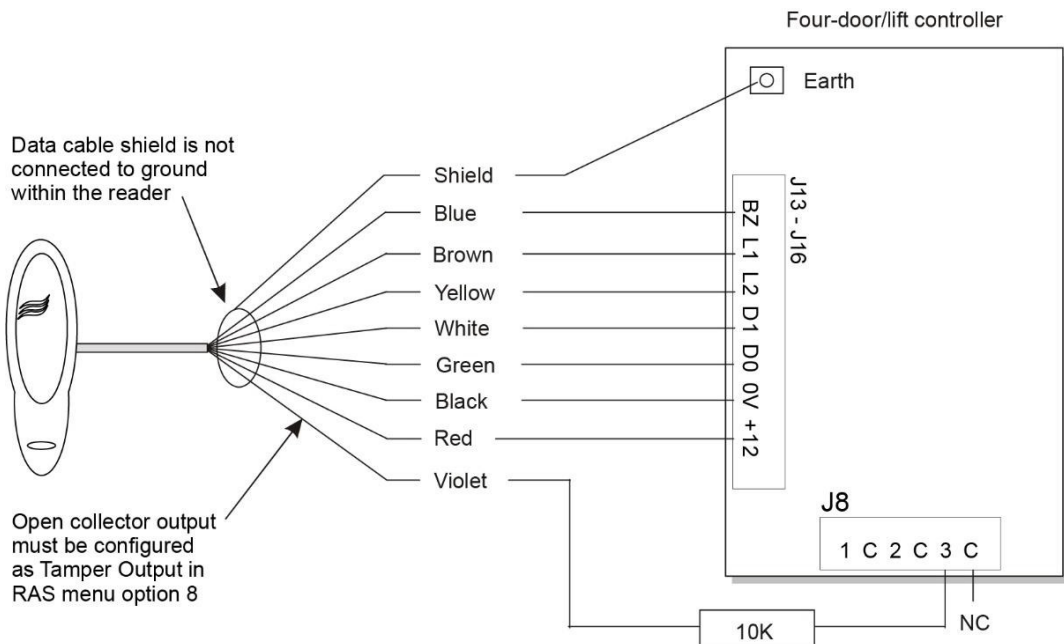 Four-door/lift controller
Earth
Data cable shield is not
connected to ground
within the reader
Shield
Blue
Brown
Yellow
White
Green
Black
Red
Violet
J13 - J16
BZ L1 L2 D1 D0 0V +12
Open collector output
must be configured
as Tamper Output in
RAS menu option 8
J8
1 C 2 C 3 C
NC
10K